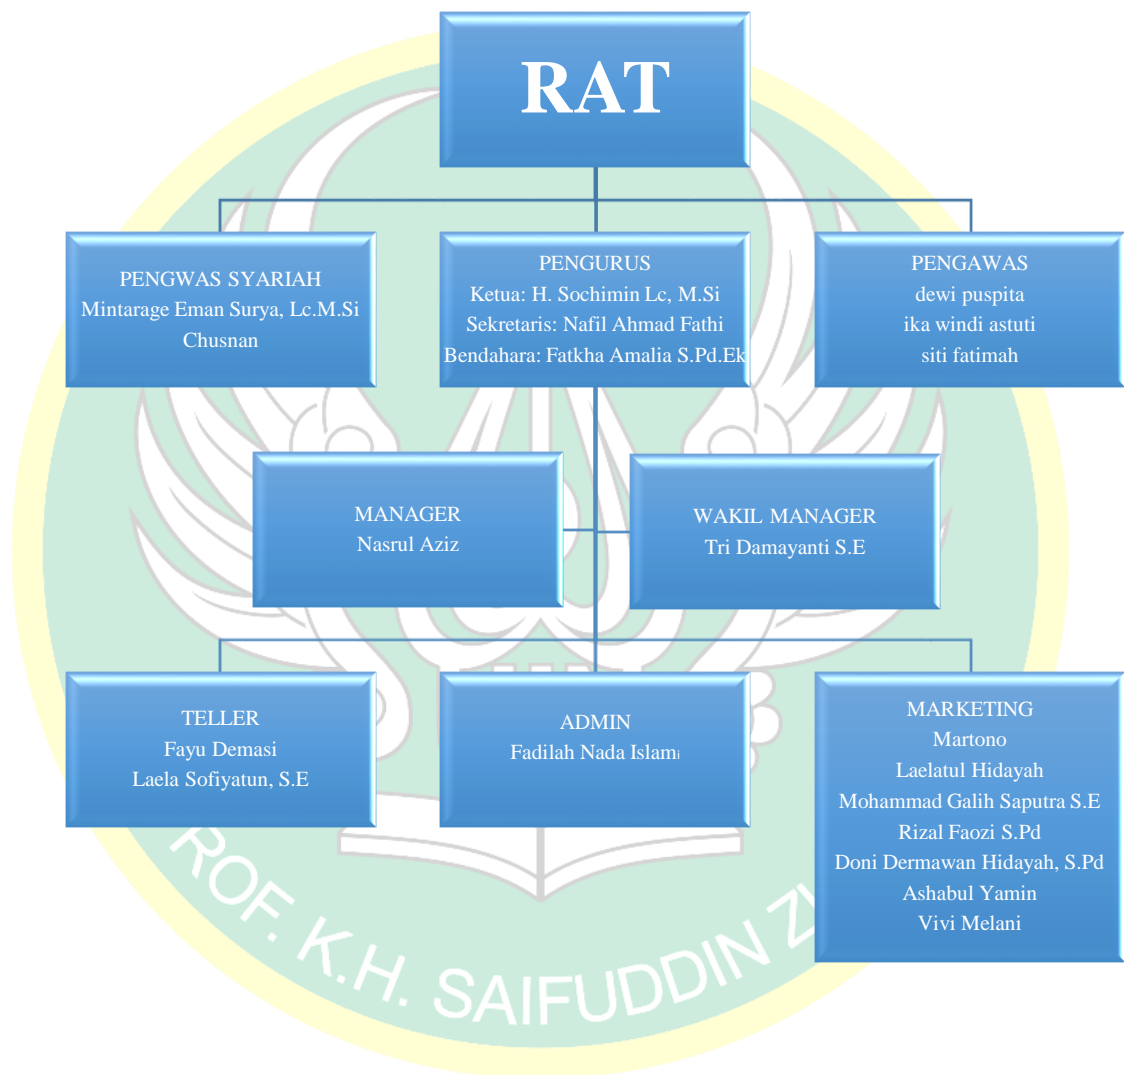 RAT
PENGWAS SYARIAH
Mintarage Eman Surya, Lc.M.Si
Chusnan
PENGURUS
Ketua: H. Sochimin Lc, M.Si
Sekretaris: Nafil Ahmad Fathi
Bendahara: Fatkha Amalia S.Pd.Ek
PENGAWAS
dewi puspita
ika windi astuti
siti fatimah
MANAGER
Nasrul Aziz
WAKIL MANAGER
Tri Damayanti S.E
TELLER
Fayu Demasi
Laela Sofiyatun, S.E
ADMIN
Fadilah Nada Islami
MARKETING
Martono
Laelatul Hidayah
Mohammad Galih Saputra S.E
Rizal Faozi S.Pd
Doni Dermawan Hidayah, S.Pd
Ashabul Yamin
Vivi Melani
ROF. K.H. SAIFUDDIN